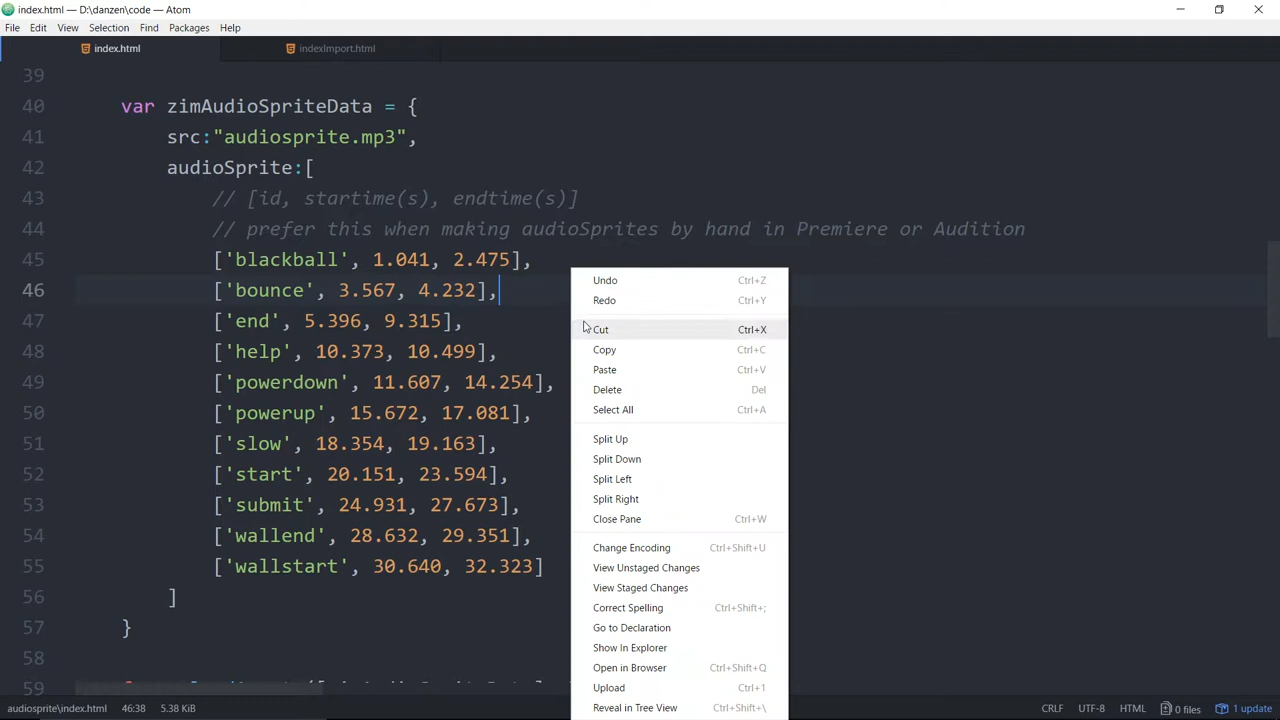 index.html — D:\danzen\code — Atom
File Edit View Selection Find Packages Help
index.html indexImport.html
39
40 var zimAudioSpriteData = {
41 src:"audiosprite.mp3",
42 audioSprite:[
43 // [id, startime(s), endtime(s)]
44 // prefer this when making audioSprites by hand in Premiere or Audition
45 ['blackball', 1.041, 2.475],
46 ['bounce', 3.567, 4.232],
47 ['end', 5.396, 9.315],
48 ['help', 10.373, 10.499],
49 ['powerdown', 11.607, 14.254],
50 ['powerup', 15.672, 17.081],
51 ['slow', 18.354, 19.163],
52 ['start', 20.151, 23.594],
53 ['submit', 24.931, 27.673],
54 ['wallend', 28.632, 29.351],
55 ['wallstart', 30.640, 32.323]
56 ]
57 }
58
59
Undo Ctrl+Z
Redo Ctrl+Y
Cut Ctrl+X
Copy Ctrl+C
Paste Ctrl+V
Delete Del
Select All Ctrl+A
Split Up
Split Down
Split Left
Split Right
Close Pane Ctrl+W
Change Encoding Ctrl+Shift+U
View Unstaged Changes
View Staged Changes
Correct Spelling Ctrl+Shift+;
Go to Declaration
Show In Explorer
Open in Browser Ctrl+Shift+Q
Upload Ctrl+1
Reveal in Tree View Ctrl+Shift+\
audiosprite\index.html 46:38 5.38 KiB CRLF UTF-8 HTML 0 files 1 update